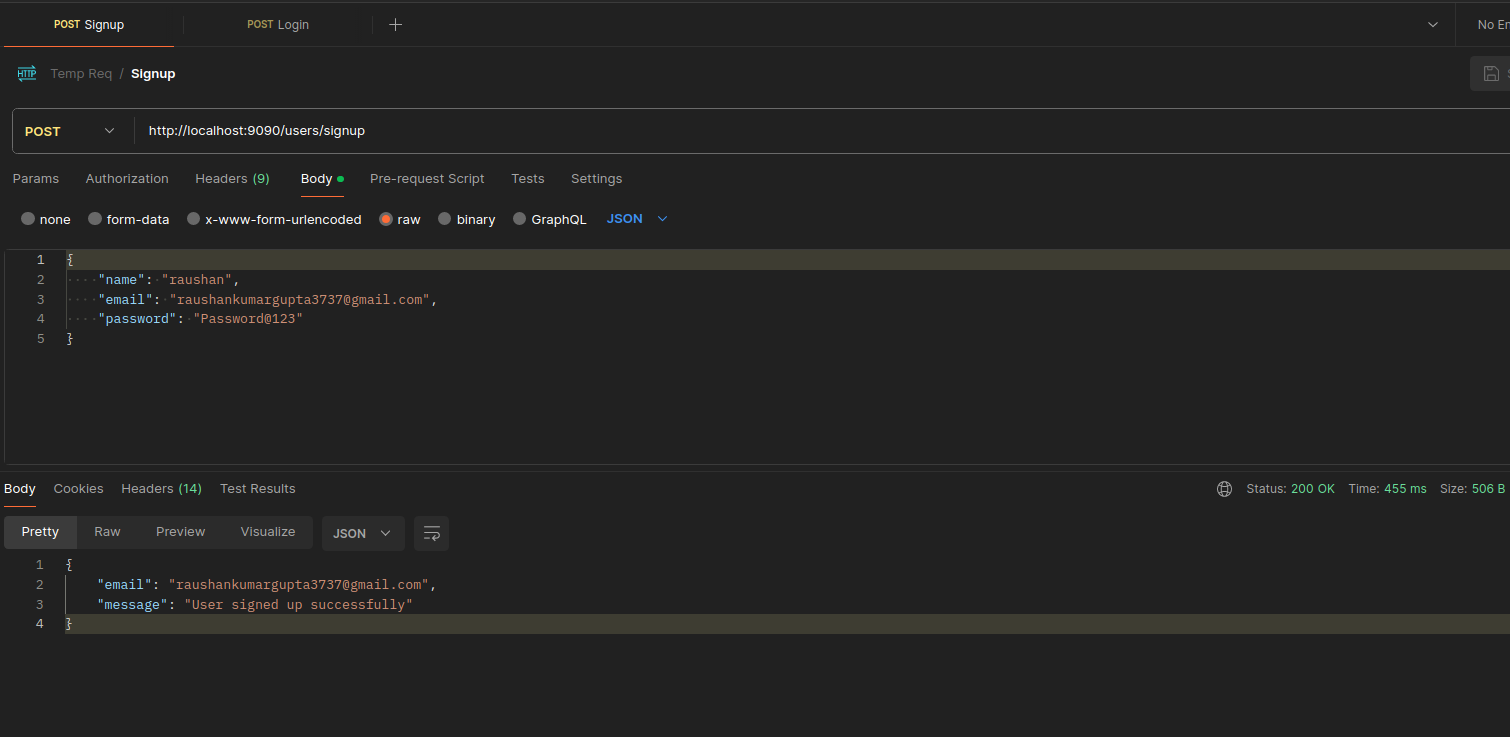 POST Signup POST Login No En
HTTP Temp Req / Signup
POST http://localhost:9090/users/signup
Params Authorization Headers (9) Body Pre-request Script Tests Settings
none form-data x-www-form-urlencoded raw binary GraphQL JSON
1 {
2 "name": "raushan",
3 "email": "raushankumargupta3737@gmail.com",
4 "password": "Password@123"
5 }
Body Cookies Headers (14) Test Results Status: 200 OK Time: 455 ms Size: 506 B
Pretty Raw Preview Visualize JSON
1 {
2 "email": "raushankumargupta3737@gmail.com",
3 "message": "User signed up successfully"
4 }